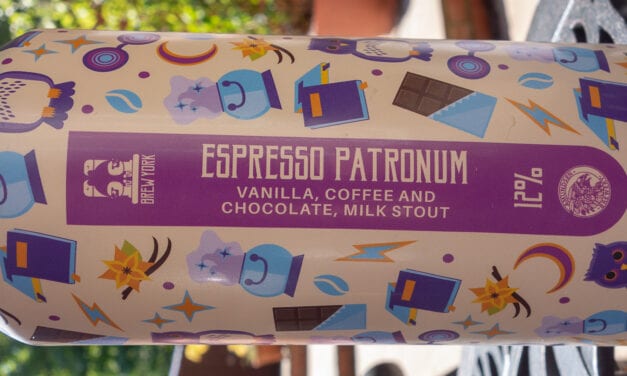 BREW YORK
ESPRESSO PATRONUM
VANILLA, COFFEE AND
CHOCOLATE, MILK STOUT
12%